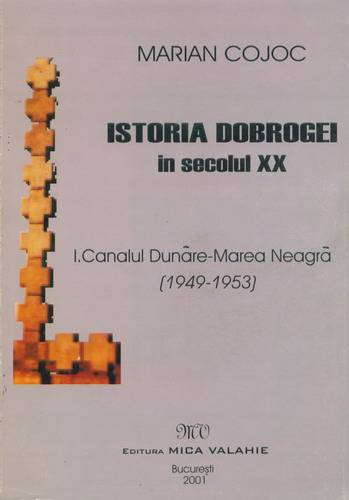 MARIAN COJOC
ISTORIA DOBROGEI
in secolul XX
I.Canalul Dunăre-Marea Neagră
(1949-1953)
MV
EDITURA MICA VALAHIE
Bucureşti
2001